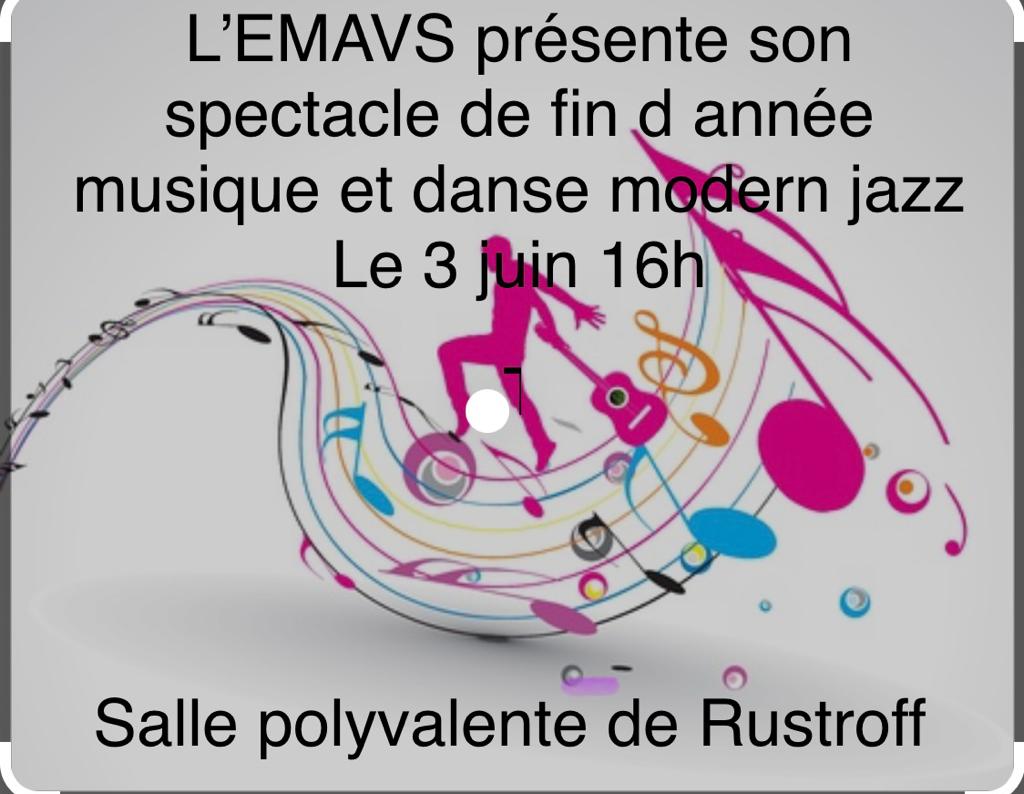 L’EMAVS présente son
spectacle de fin d année
musique et danse modern jazz
Le 3 juin 16h
Salle polyvalente de Rustroff